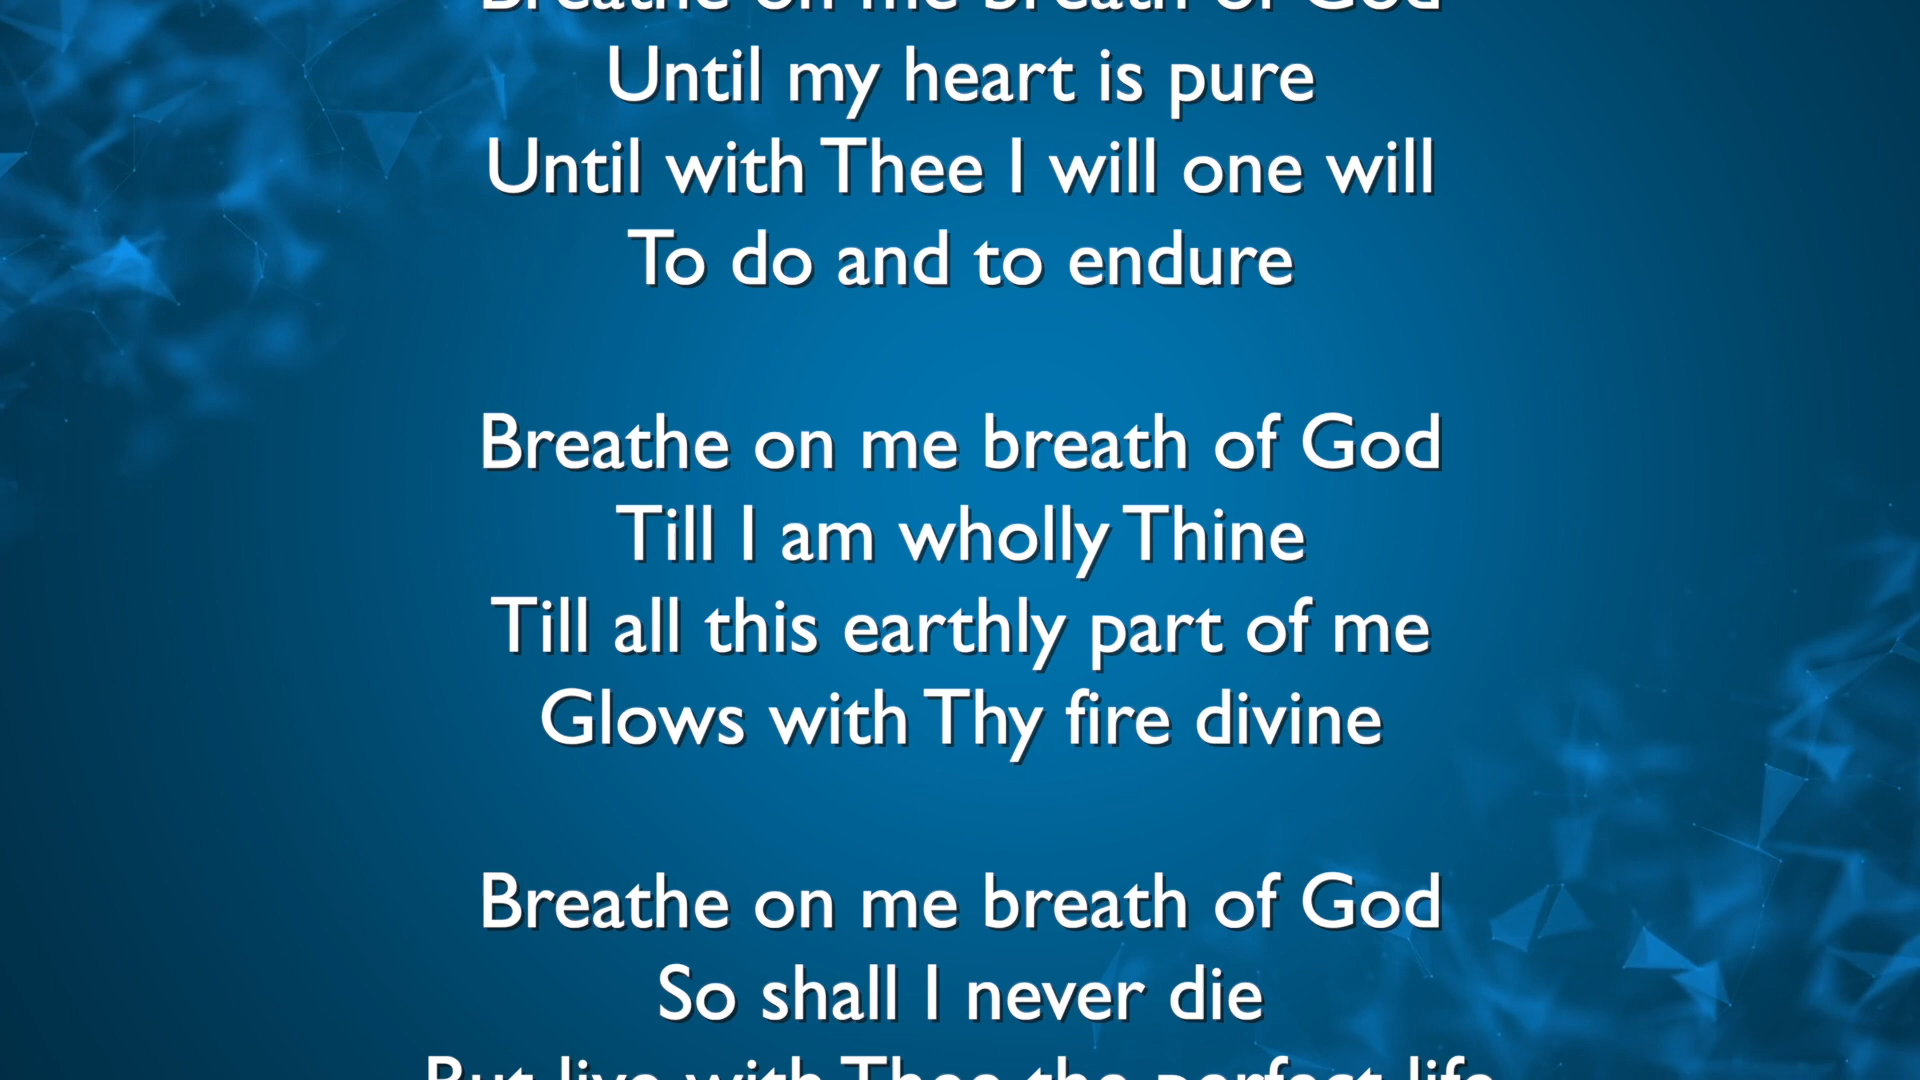 Breathe on me breath of God
Until my heart is pure
Until with Thee I will one will
To do and to endure
Breathe on me breath of God
Till I am wholly Thine
Till all this earthly part of me
Glows with Thy fire divine
Breathe on me breath of God
So shall I never die
But live with Thee the perfect life